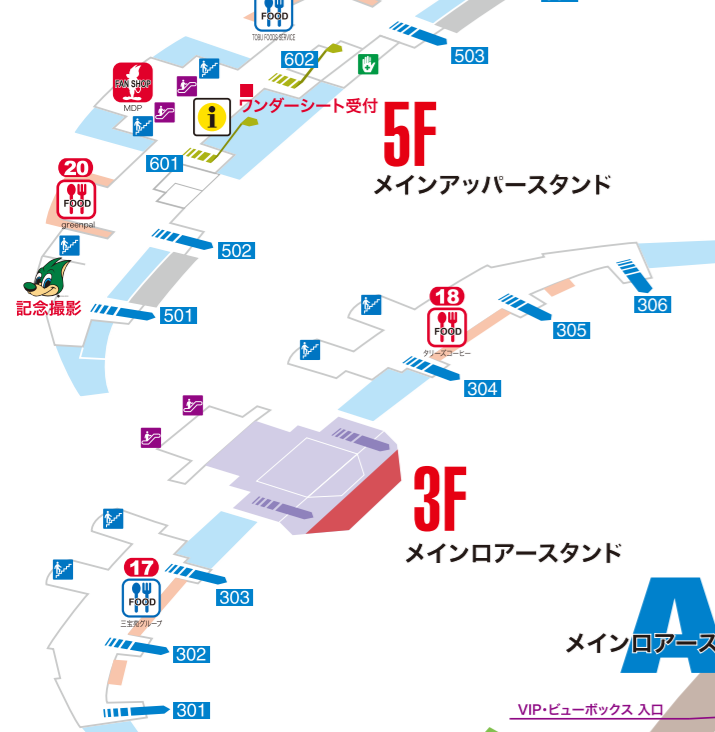 FOOD
TOBU FOODS SERVICE
503
602
FAN SHOP
MDP
ワンダーシート受付
i
5F
メインアッパースタンド
601
20
FOOD
greenpal
502
記念撮影
501
306
18
FOOD
タリーズコーヒー
305
304
3F
メインロアースタンド
17
FOOD
三宝苑グループ
303
302
301
A
メインロアース
VIP・ビューボックス 入口